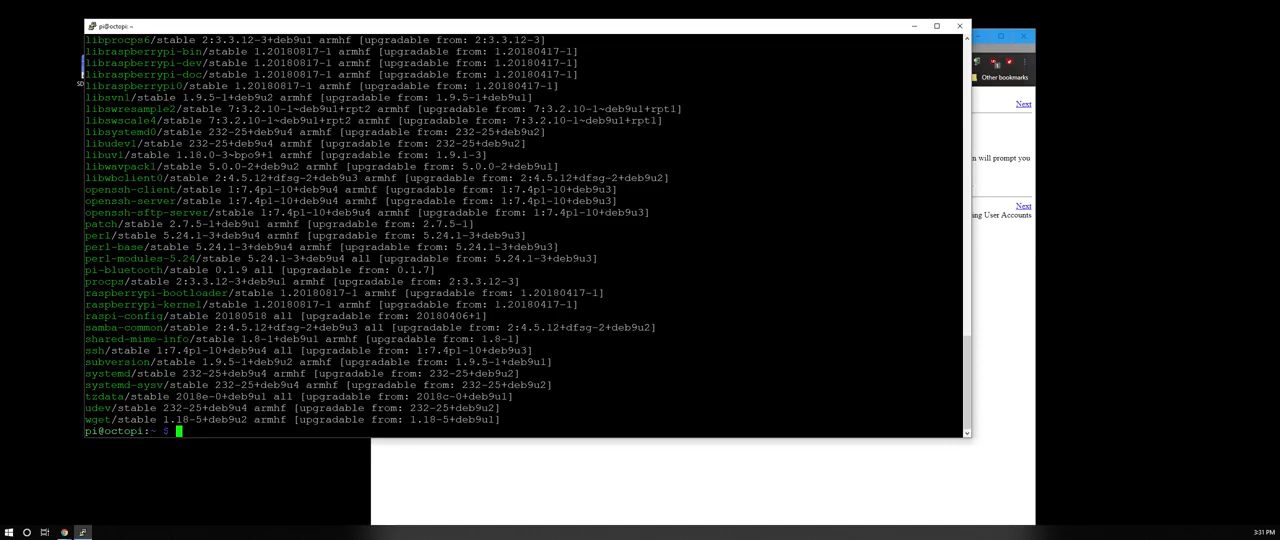 pi@octopi: ~
libprocps6/stable 2:3.3.12-3+deb9u1 armhf [upgradable from: 2:3.3.12-3]
libraspberrypi-bin/stable 1.20180817-1 armhf [upgradable from: 1.20180417-1]
libraspberrypi-dev/stable 1.20180817-1 armhf [upgradable from: 1.20180417-1]
libraspberrypi-doc/stable 1.20180817-1 armhf [upgradable from: 1.20180417-1]
libraspberrypi0/stable 1.20180817-1 armhf [upgradable from: 1.20180417-1]
libsvn1/stable 1.9.5-1+deb9u2 armhf [upgradable from: 1.9.5-1+deb9u1]
libswresample2/stable 7:3.2.10-1~deb9u1+rpt2 armhf [upgradable from: 7:3.2.10-1~deb9u1+rpt1]
libswscale4/stable 7:3.2.10-1~deb9u1+rpt2 armhf [upgradable from: 7:3.2.10-1~deb9u1+rpt1]
libsystemd0/stable 232-25+deb9u4 armhf [upgradable from: 232-25+deb9u2]
libudev1/stable 232-25+deb9u4 armhf [upgradable from: 232-25+deb9u2]
libuv1/stable 1.18.0-3~bpo9+1 armhf [upgradable from: 1.9.1-3]
libwavpack1/stable 5.0.0-2+deb9u2 armhf [upgradable from: 5.0.0-2+deb9u1]
libwbclient0/stable 2:4.5.12+dfsg-2+deb9u3 armhf [upgradable from: 2:4.5.12+dfsg-2+deb9u2]
openssh-client/stable 1:7.4p1-10+deb9u4 armhf [upgradable from: 1:7.4p1-10+deb9u3]
openssh-server/stable 1:7.4p1-10+deb9u4 armhf [upgradable from: 1:7.4p1-10+deb9u3]
openssh-sftp-server/stable 1:7.4p1-10+deb9u4 armhf [upgradable from: 1:7.4p1-10+deb9u3]
patch/stable 2.7.5-1+deb9u1 armhf [upgradable from: 2.7.5-1]
perl/stable 5.24.1-3+deb9u4 armhf [upgradable from: 5.24.1-3+deb9u3]
perl-base/stable 5.24.1-3+deb9u4 armhf [upgradable from: 5.24.1-3+deb9u3]
perl-modules-5.24/stable 5.24.1-3+deb9u4 all [upgradable from: 5.24.1-3+deb9u3]
pi-bluetooth/stable 0.1.9 all [upgradable from: 0.1.7]
procps/stable 2:3.3.12-3+deb9u1 armhf [upgradable from: 2:3.3.12-3]
raspberrypi-bootloader/stable 1.20180817-1 armhf [upgradable from: 1.20180417-1]
raspberrypi-kernel/stable 1.20180817-1 armhf [upgradable from: 1.20180417-1]
raspi-config/stable 20180518 all [upgradable from: 20180406+1]
samba-common/stable 2:4.5.12+dfsg-2+deb9u3 all [upgradable from: 2:4.5.12+dfsg-2+deb9u2]
shared-mime-info/stable 1.8-1+deb9u1 armhf [upgradable from: 1.8-1]
ssh/stable 1:7.4p1-10+deb9u4 all [upgradable from: 1:7.4p1-10+deb9u3]
subversion/stable 1.9.5-1+deb9u2 armhf [upgradable from: 1.9.5-1+deb9u1]
systemd/stable 232-25+deb9u4 armhf [upgradable from: 232-25+deb9u2]
systemd-sysv/stable 232-25+deb9u4 armhf [upgradable from: 232-25+deb9u2]
tzdata/stable 2018e-0+deb9u1 all [upgradable from: 2018c-0+deb9u1]
udev/stable 232-25+deb9u4 armhf [upgradable from: 232-25+deb9u2]
wget/stable 1.18-5+deb9u2 armhf [upgradable from: 1.18-5+deb9u1]
pi@octopi:~ $
Other bookmarks
Next
m will prompt you
Next
ing User Accounts
3:31 PM